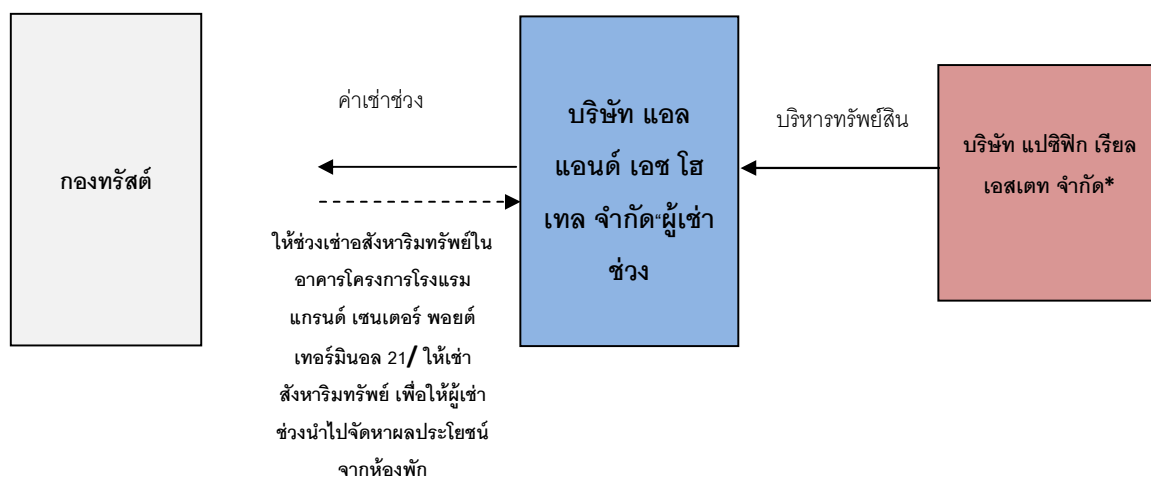 กองทรัสต์
ค่าเช่าช่วง
ให้ช่วงเช่าอสังหาริมทรัพย์ใน
อาคารโครงการโรงแรม
แกรนด์ เซนเตอร์ พอยต์
เทอร์มินอล 21/ ให้เช่า
สังหาริมทรัพย์ เพื่อให้ผู้เช่า
ช่วงนำไปจัดหาผลประโยชน์
จากห้องพัก
บริษัท แอล
แอนด์ เอช โฮ
เทล จำกัด"ผู้เช่า
ช่วง
บริหารทรัพย์สิน
บริษัท แปซิฟิก เรียล
เอสเตท จำกัด*